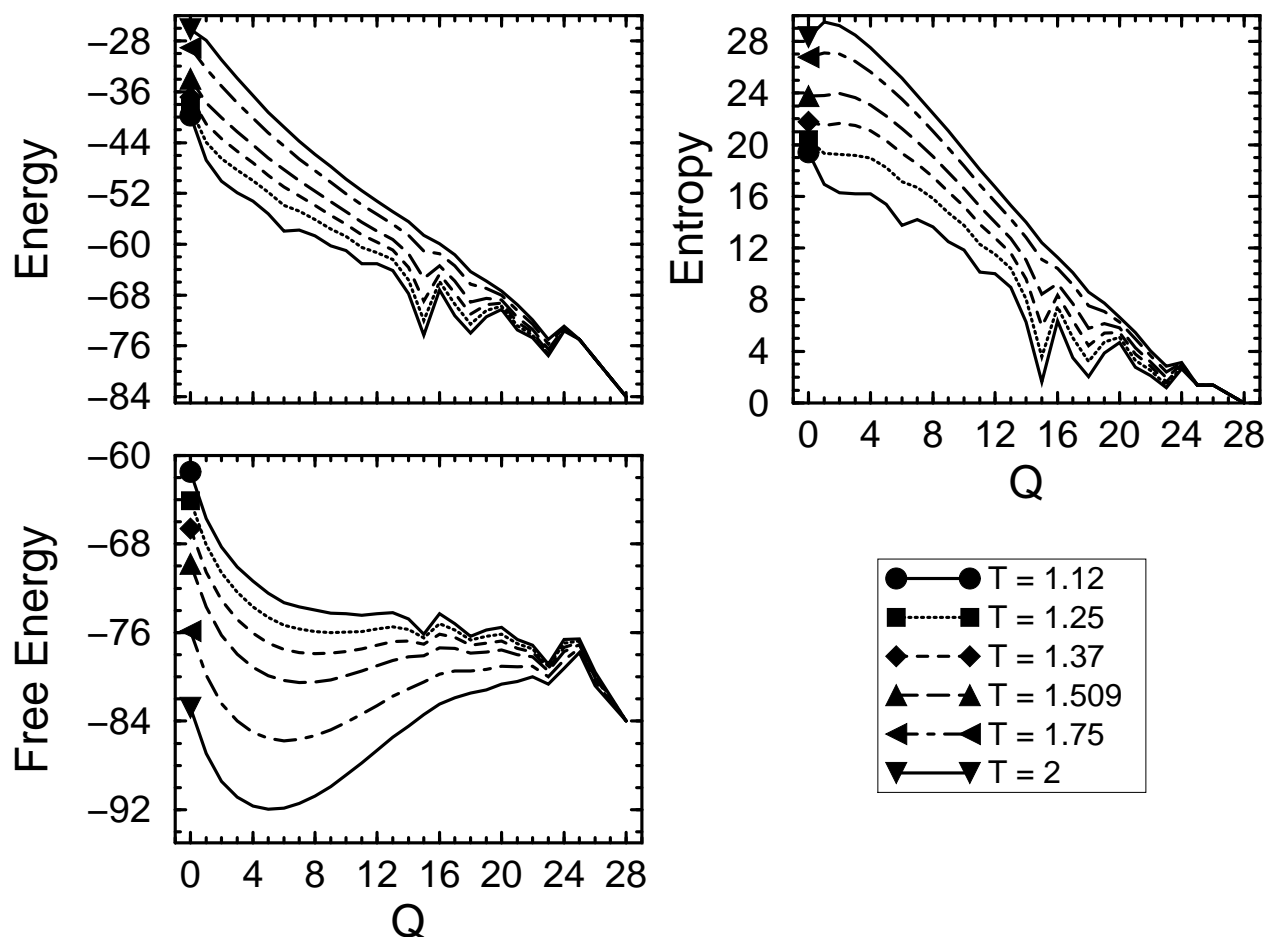 Energy
−28
−36
−44
−52
−60
−68
−76
−84
Entropy
28
24
20
16
12
8
4
0
0 4 8 12 16 20 24 28
Q
Free Energy
−60
−68
−76
−84
−92
0 4 8 12 16 20 24 28
Q
T = 1.12
T = 1.25
T = 1.37
T = 1.509
T = 1.75
T = 2